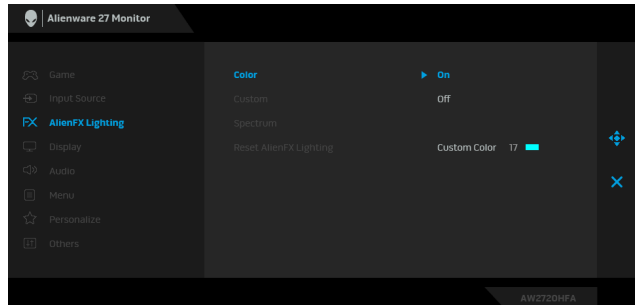 Alienware 27 Monitor
Game
Input Source
FX AlienFX Lighting
Display
Audio
Menu
Personalize
Others
Color
Custom
Spectrum
Reset AlienFX Lighting
On
Off
Custom Color 17
AW2720HFA